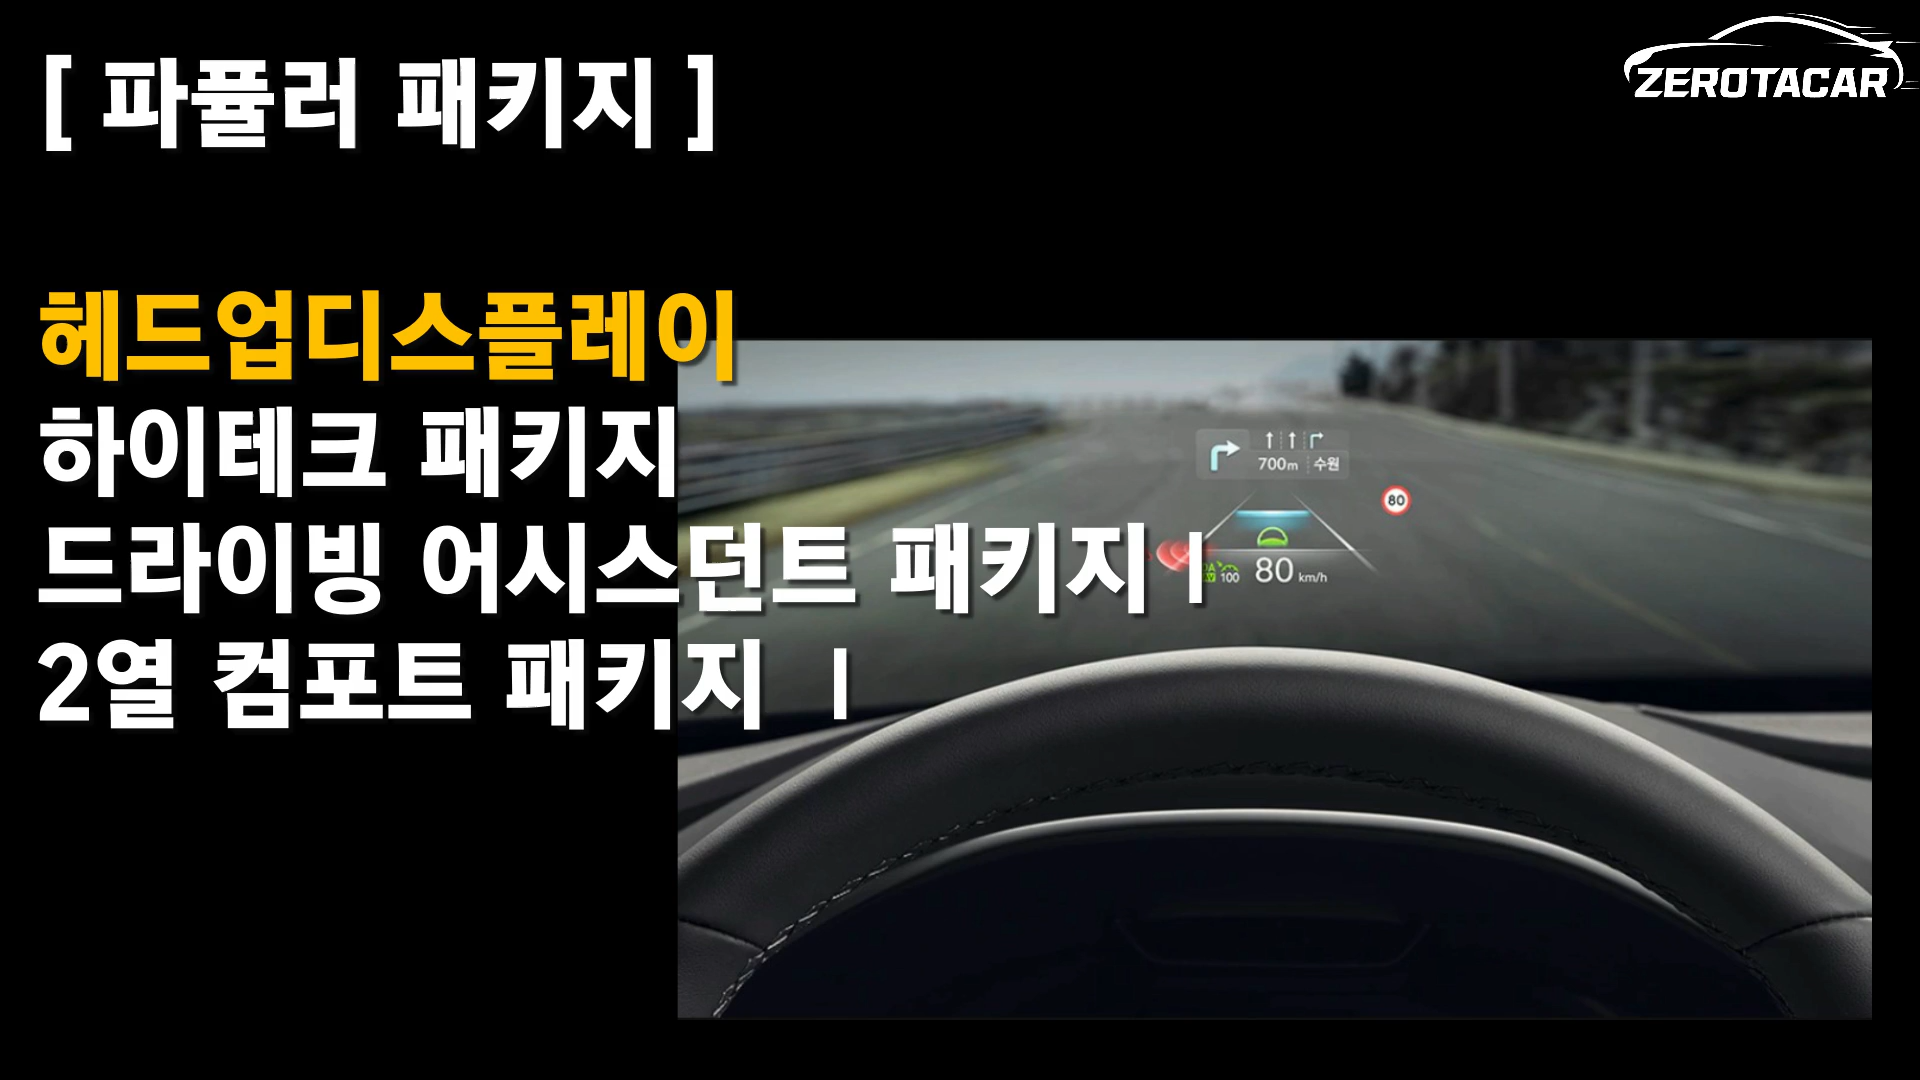 [ 파퓰러 패키지 ]
ZEROTACAR
헤드업디스플레이
하이테크 패키지
드라이빙 어시스던트 패키지 I
2열 컴포트 패키지 I
700m 수원
80
100 80 km/h